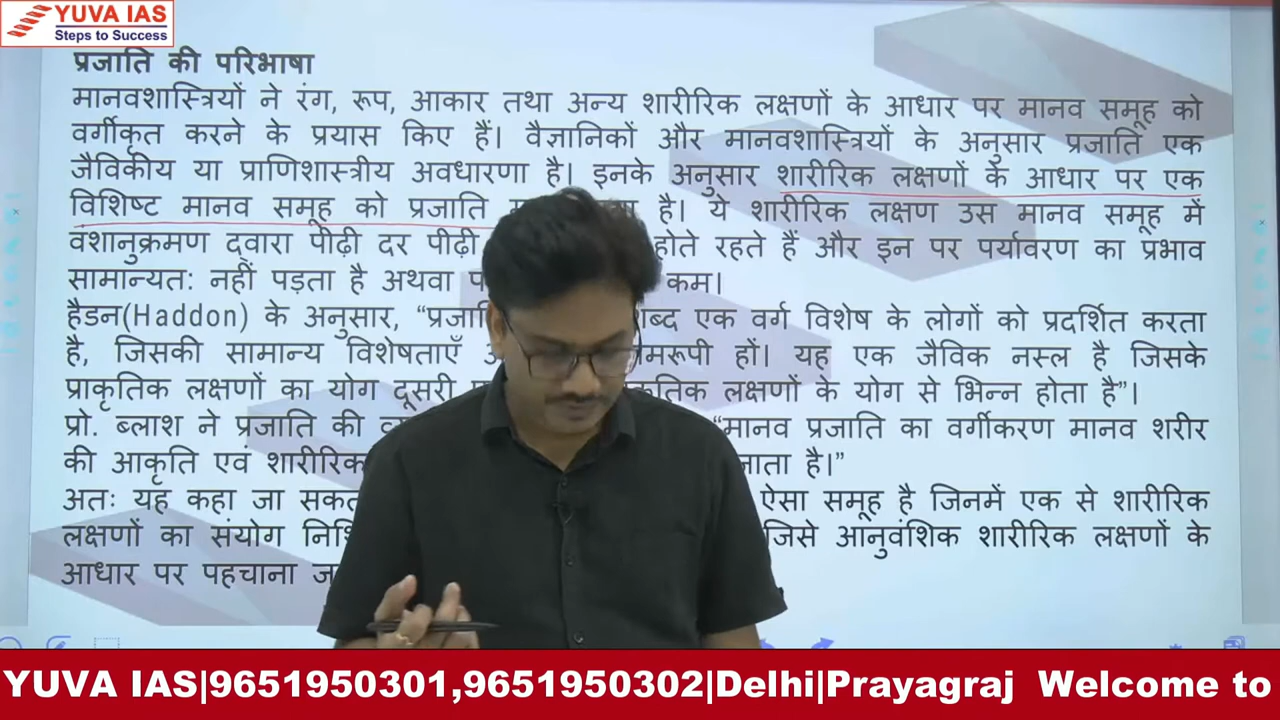 YUVA IAS
Steps to Success
प्रजाति की परिभाषा
मानवशास्त्रियों ने रंग, रूप, आकार तथा अन्य शारीरिक लक्षणों के आधार पर मानव समूह को
वर्गीकृत करने के प्रयास किए हैं। वैज्ञानिकों और मानवशास्त्रियों के अनुसार प्रजाति एक
जैविकीय या प्राणिशास्त्रीय अवधारणा है। इनके अनुसार शारीरिक लक्षणों के आधार पर एक
विशिष्ट मानव समूह को प्रजाति है। ये शारीरिक लक्षण उस मानव समूह में
वंशानुक्रमण द्वारा पीढ़ी दर पीढ़ी होते रहते हैं और इन पर पर्यावरण का प्रभाव
सामान्यत: नहीं पड़ता है अथवा कम।
हैडन(Haddon) के अनुसार, “प्रजाति शब्द एक वर्ग विशेष के लोगों को प्रदर्शित करता
है, जिसकी सामान्य विशेषताएँ हों। यह एक जैविक नस्ल है जिसके
प्राकृतिक लक्षणों का योग दूसरी लक्षणों के योग से भिन्न होता है”।
प्रो. ब्लाश ने प्रजाति की “मानव प्रजाति का वर्गीकरण मानव शरीर
की आकृति एवं शारीरिक जाता है।”
अतः यह कहा जा ऐसा समूह है जिनमें एक से शारीरिक
लक्षणों का संयोग जिसे आनुवंशिक शारीरिक लक्षणों के
आधार पर पहचाना
YUVA IAS|9651950301,9651950302|Delhi|Prayagraj Welcome to